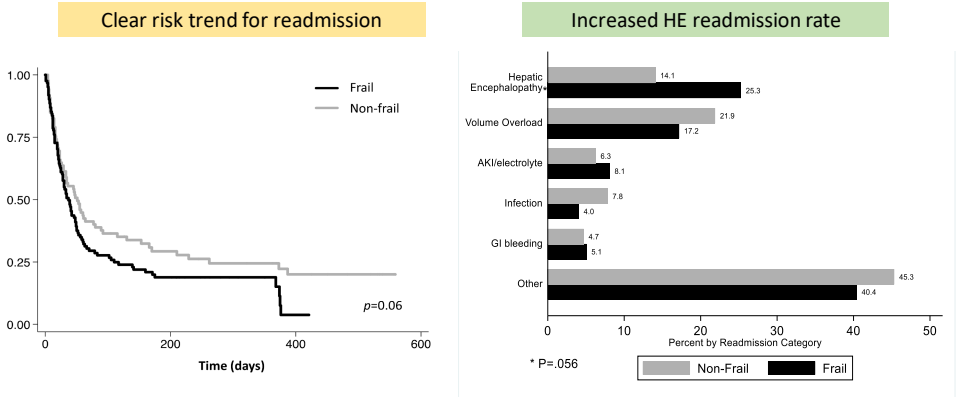 Clear risk trend for readmission
1.00
0.75
0.50
0.25
0.00
0
200
400
600
Time (days)
Frail
Non-frail
p=0.06
Increased HE readmission rate
Hepatic
Encephalopathy*
14.1
25.3
Volume Overload
21.9
17.2
AKI/electrolyte
6.3
8.1
Infection
7.8
4.0
GI bleeding
4.7
5.1
Other
45.3
40.4
0
10
20
30
40
50
Percent by Readmission Category
* P=.056
Non-Frail
Frail